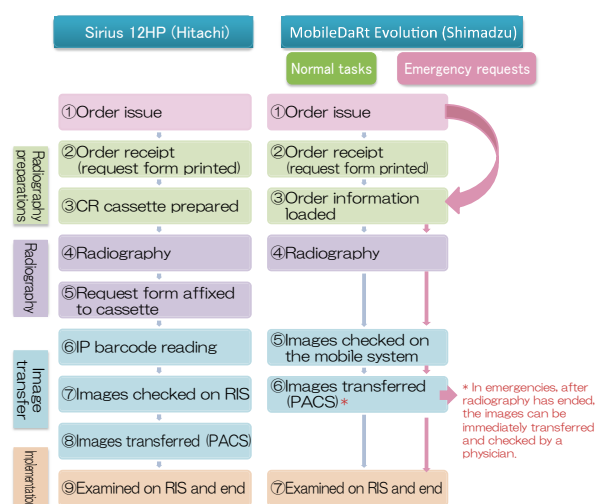 Sirius 12HP (Hitachi)
MobileDaRt Evolution (Shimadzu)
Normal tasks
Emergency requests
Radiography
preparations
Radiography
Image
transfer
①Order issue
②Order receipt
(request form printed)
③CR cassette prepared
④Radiography
⑤Request form affixed
to cassette
⑥IP barcode reading
⑦Images checked on RIS
⑧Images transferred (PACS)
⑨Examined on RIS and end
①Order issue
②Order receipt
(request form printed)
③Order information
loaded
④Radiography
⑤Images checked on
the mobile system
⑥Images transferred
(PACS)*
⑦Examined on RIS and end
* In emergencies, after
radiography has ended,
the images can be
immediately transferred
and checked by a
physician.